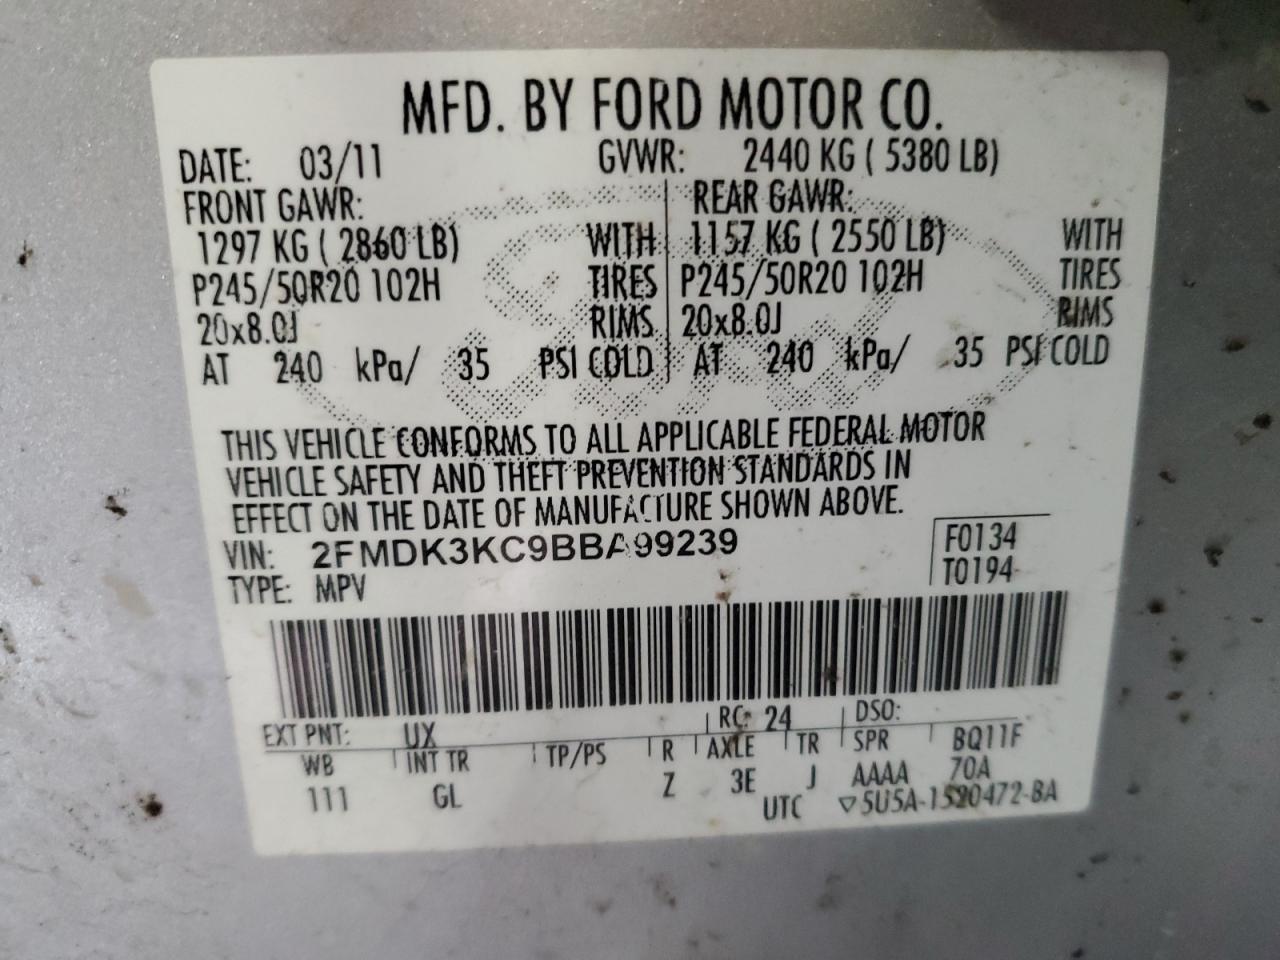 MFD. BY FORD MOTOR CO.
DATE: 03/11 GVWR: 2440 KG ( 5380 LB)
FRONT GAWR: REAR GAWR:
1297 KG ( 2860 LB) WITH 1157 KG ( 2550 LB) WITH
P245/50R20 102H TIRES P245/50R20 102H TIRES
20x8.0J RIMS 20x8.0J RIMS
AT 240 kPa/ 35 PSI COLD AT 240 kPa/ 35 PSI COLD
THIS VEHICLE CONFORMS TO ALL APPLICABLE FEDERAL MOTOR
VEHICLE SAFETY AND THEFT PREVENTION STANDARDS IN
EFFECT ON THE DATE OF MANUFACTURE SHOWN ABOVE.
VIN: 2FMDK3KC9BBA99239 F0134
TYPE: MPV T0194
EXT PNT: UX RC: 24 DSO:
WB INT TR TP/PS R AXLE TR SPR BQ11F
111 GL Z 3E J AAAA 70A
UTC ▽5U5A-1520472-BA